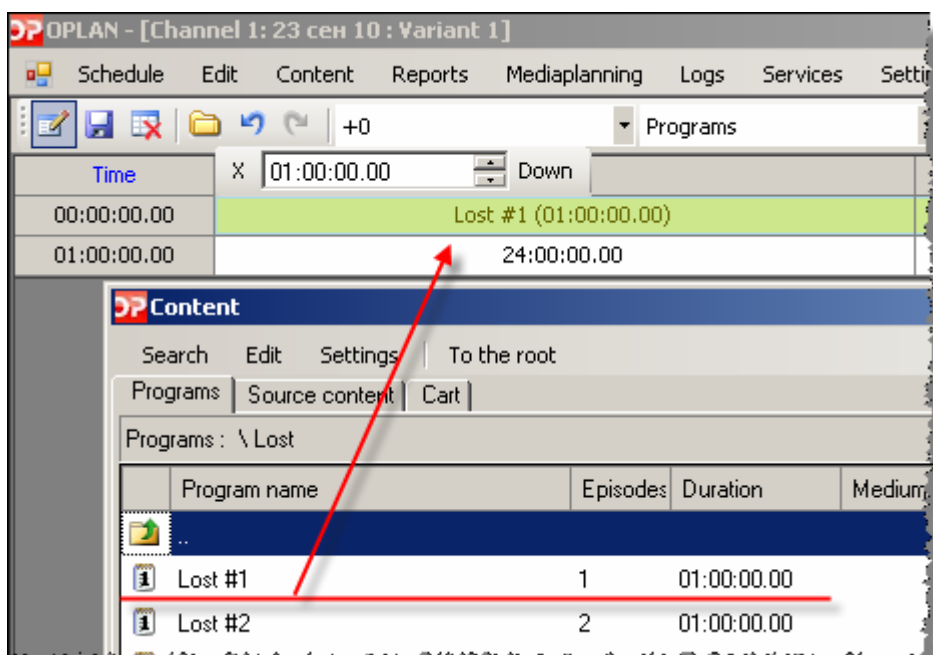 OPLAN - [Channel 1: 23 сен 10 : Variant 1]
Schedule Edit Content Reports Mediaplanning Logs Services
+0 Programs
Time X 01:00:00.00 Down
00:00:00.00 Lost #1 (01:00:00.00)
01:00:00.00 24:00:00.00
OP Content
Search Edit Settings To the root
Programs Source content Cart
Programs : \ Lost
Program name Episodes Duration Medium
..
Lost #1 1 01:00:00.00
Lost #2 2 01:00:00.00